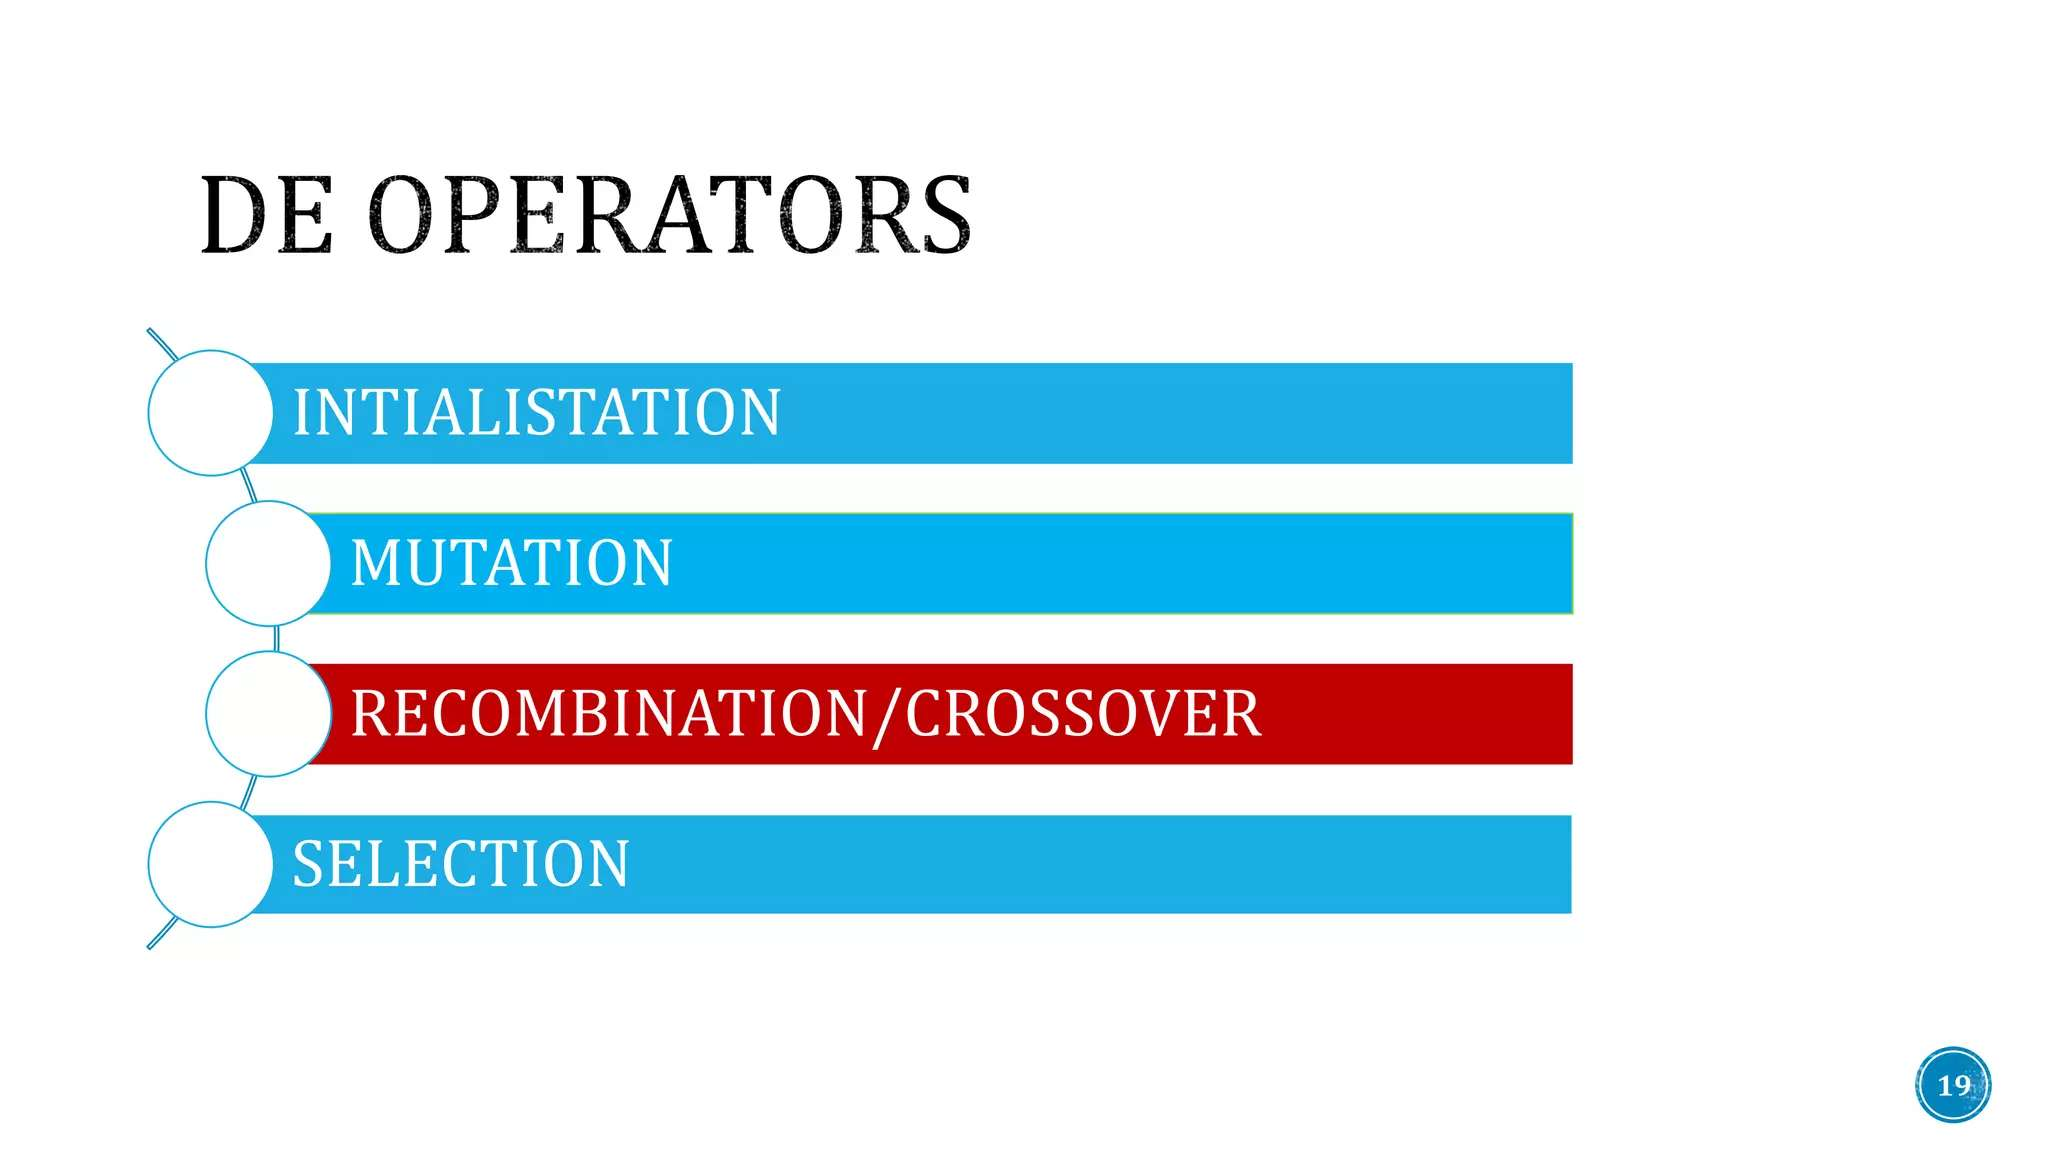 DE OPERATORS
INTIALISTATION
MUTATION
RECOMBINATION/CROSSOVER
SELECTION
19